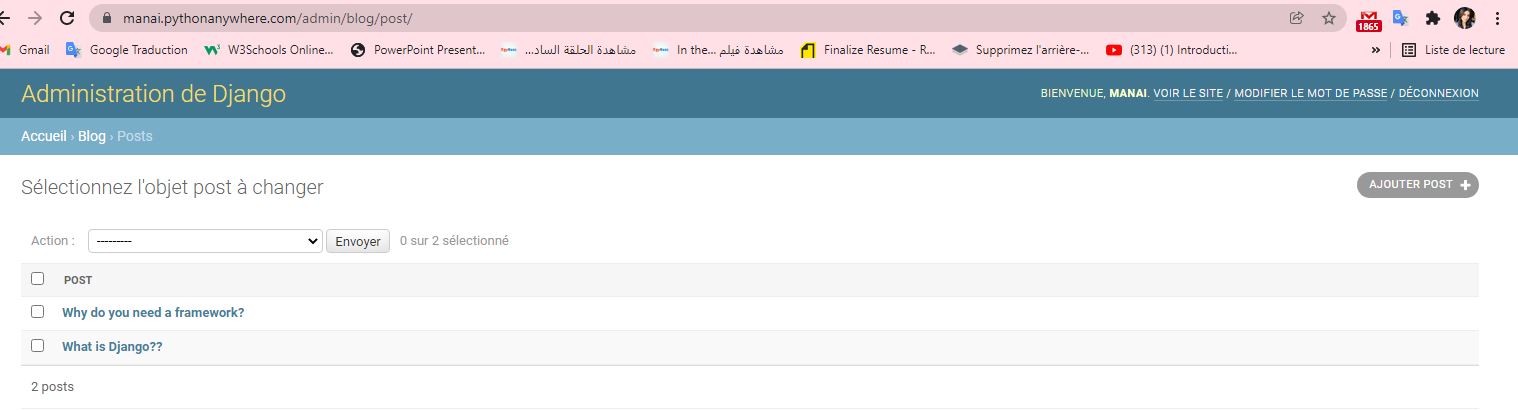 manai.pythonanywhere.com/admin/blog/post/
1865
Gmail Google Traduction W3Schools Online... PowerPoint Present... مشاهدة الحلقة الساد... In the... مشاهدة فيلم Finalize Resume - R... Supprimez l'arrière-... (313) (1) Introducti... » Liste de lecture
Administration de Django
BIENVENUE, MANAI. VOIR LE SITE / MODIFIER LE MOT DE PASSE / DÉCONNEXION
Accueil › Blog › Posts
Sélectionnez l'objet post à changer
AJOUTER POST +
Action : --------- Envoyer 0 sur 2 sélectionné
POST
Why do you need a framework?
What is Django??
2 posts